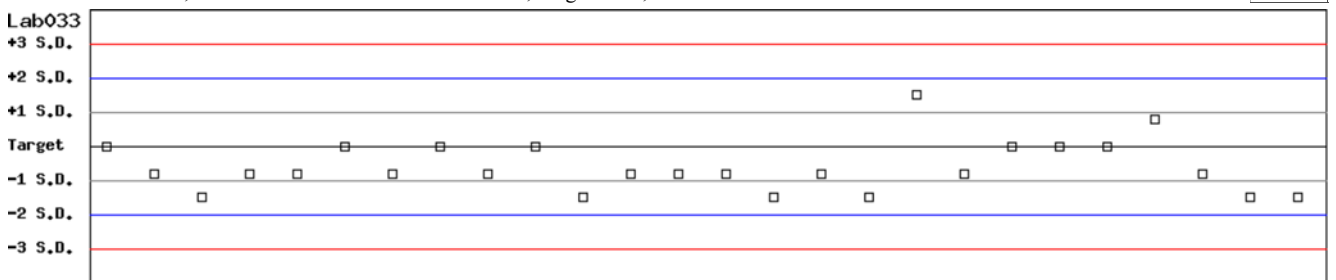 Lab033
+3 S.D.
+2 S.D.
+1 S.D.
Target
-1 S.D.
-2 S.D.
-3 S.D.